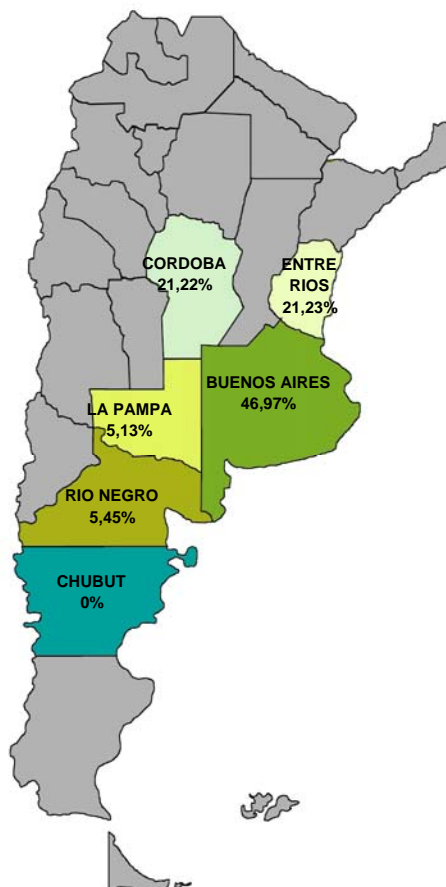 CORDOBA
21,22%
ENTRE
RIOS
21,23%
BUENOS AIRES
46,97%
LA PAMPA
5,13%
RIO NEGRO
5,45%
CHUBUT
0%